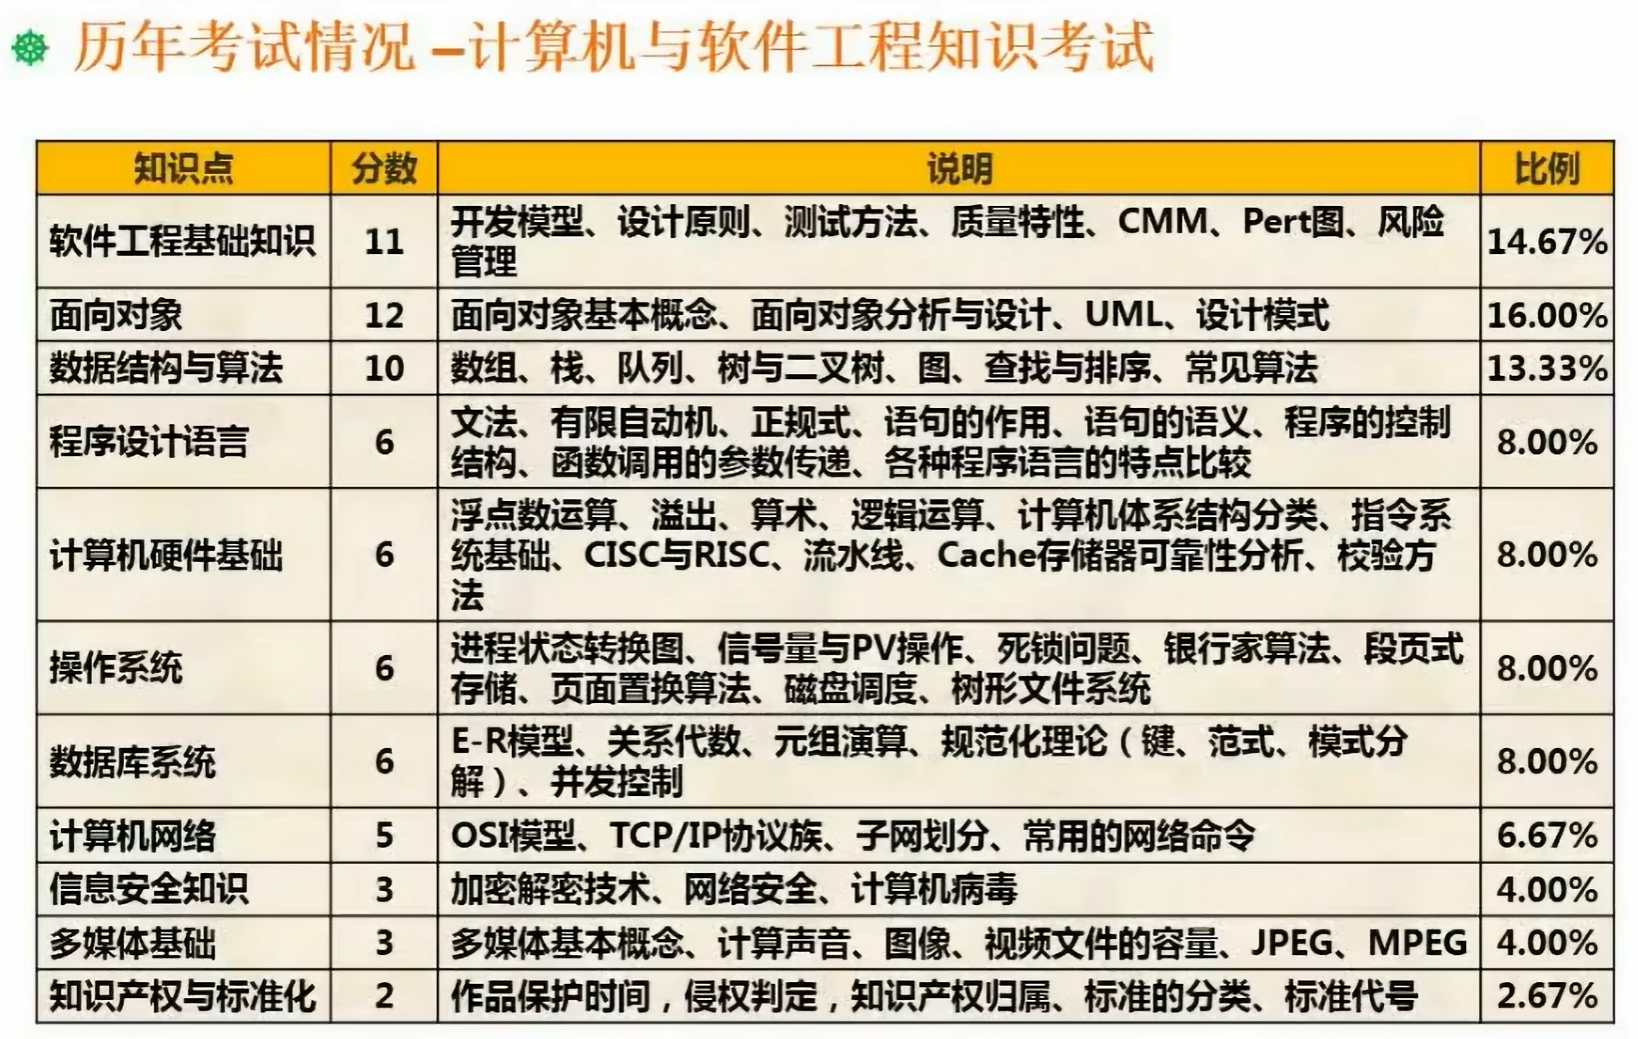 历年考试情况 –计算机与软件工程知识考试
知识点 分数 说明 比例
软件工程基础知识 11 开发模型、设计原则、测试方法、质量特性、CMM、Pert图、风险
管理 14.67%
面向对象 12 面向对象基本概念、面向对象分析与设计、UML、设计模式 16.00%
数据结构与算法 10 数组、栈、队列、树与二叉树、图、查找与排序、常见算法 13.33%
程序设计语言 6 文法、有限自动机、正规式、语句的作用、语句的语义、程序的控制
结构、函数调用的参数传递、各种程序语言的特点比较 8.00%
计算机硬件基础 6 浮点数运算、溢出、算术、逻辑运算、计算机体系结构分类、指令系
统基础、CISC与RISC、流水线、Cache存储器可靠性分析、校验方
法 8.00%
操作系统 6 进程状态转换图、信号量与PV操作、死锁问题、银行家算法、段页式
存储、页面置换算法、磁盘调度、树形文件系统 8.00%
数据库系统 6 E-R模型、关系代数、元组演算、规范化理论（键、范式、模式分
解）、并发控制 8.00%
计算机网络 5 OSI模型、TCP/IP协议族、子网划分、常用的网络命令 6.67%
信息安全知识 3 加密解密技术、网络安全、计算机病毒 4.00%
多媒体基础 3 多媒体基本概念、计算声音、图像、视频文件的容量、JPEG、MPEG 4.00%
知识产权与标准化 2 作品保护时间，侵权判定，知识产权归属、标准的分类、标准代号 2.67%